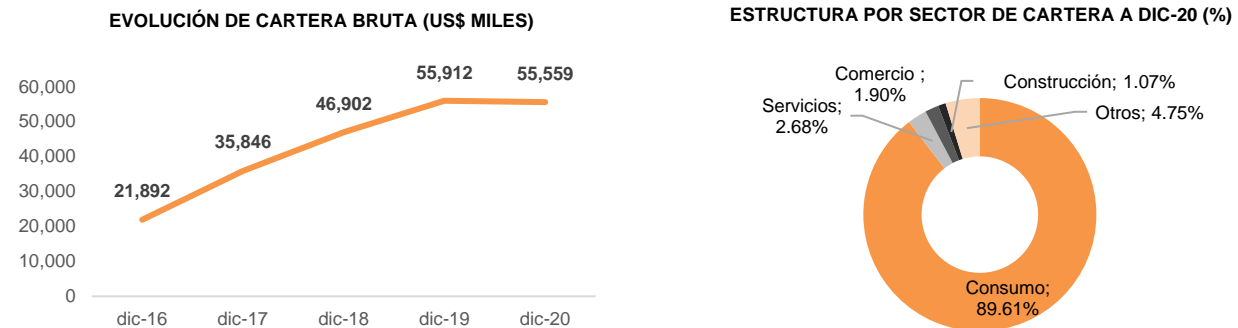 EVOLUCIÓN DE CARTERA BRUTA (US$ MILES)
60,000
50,000
40,000
30,000
20,000
10,000
0
21,892
35,846
46,902
55,912
55,559
dic-16
dic-17
dic-18
dic-19
dic-20
ESTRUCTURA POR SECTOR DE CARTERA A DIC-20 (%)
Comercio ;
1.90%
Construcción; 1.07%
Servicios;
2.68%
Otros; 4.75%
Consumo;
89.61%